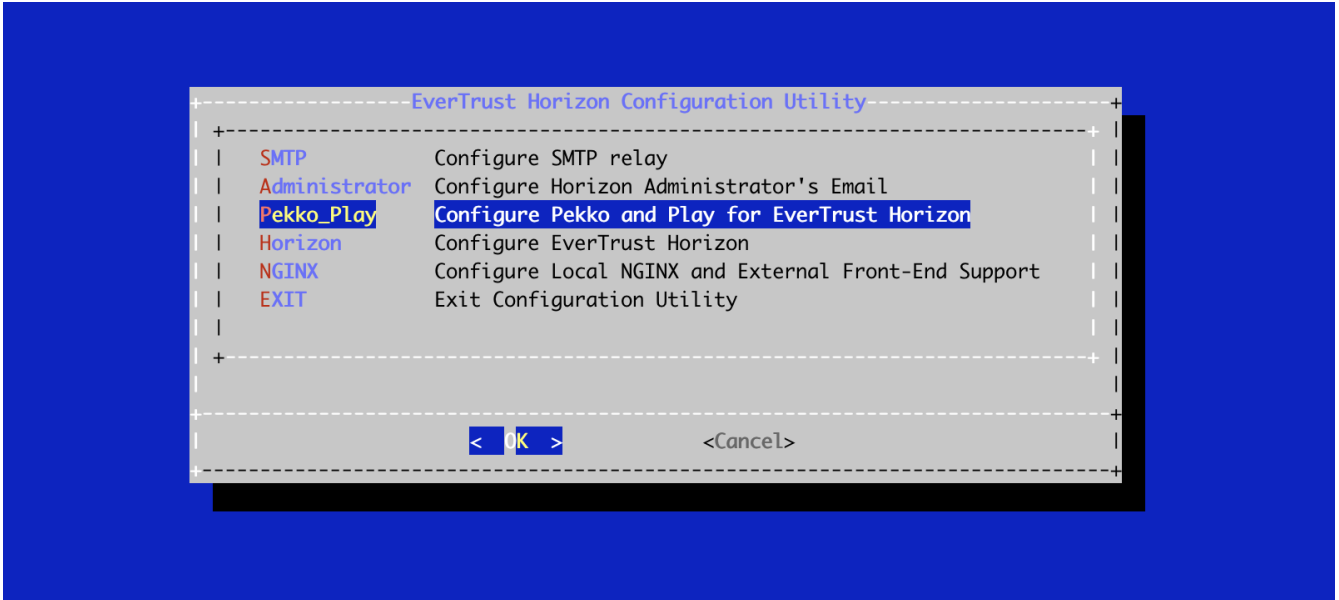 EverTrust Horizon Configuration Utility
SMTP Configure SMTP relay
Administrator Configure Horizon Administrator's Email
Pekko_Play Configure Pekko and Play for EverTrust Horizon
Horizon Configure EverTrust Horizon
NGINX Configure Local NGINX and External Front-End Support
EXIT Exit Configuration Utility
< OK > <Cancel>